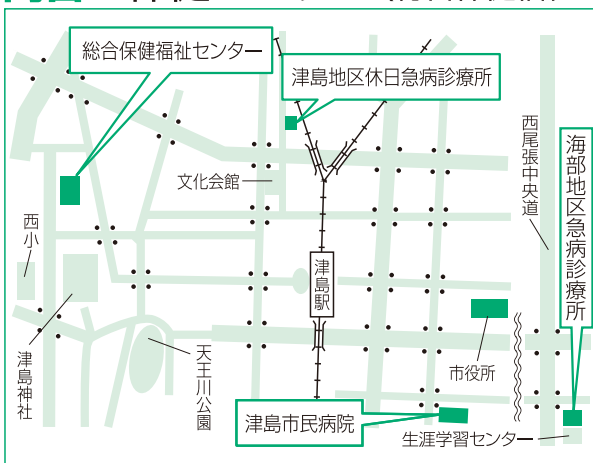 総合保健福祉センター
津島地区休日急病診療所
西尾張中央道
海部地区急病診療所
文化会館
西小
津島駅
市役所
津島神社
天王川公園
津島市民病院
生涯学習センター